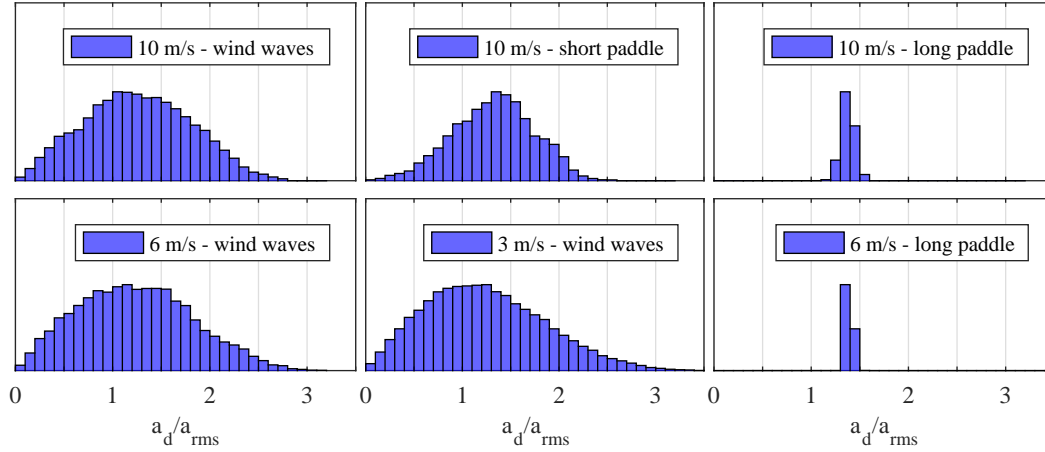 10 m/s - wind waves
10 m/s - short paddle
10 m/s - long paddle
6 m/s - wind waves
3 m/s - wind waves
6 m/s - long paddle
0 1 2 3 0 1 2 3 0 1 2 3
a_d/a_rms a_d/a_rms a_d/a_rms